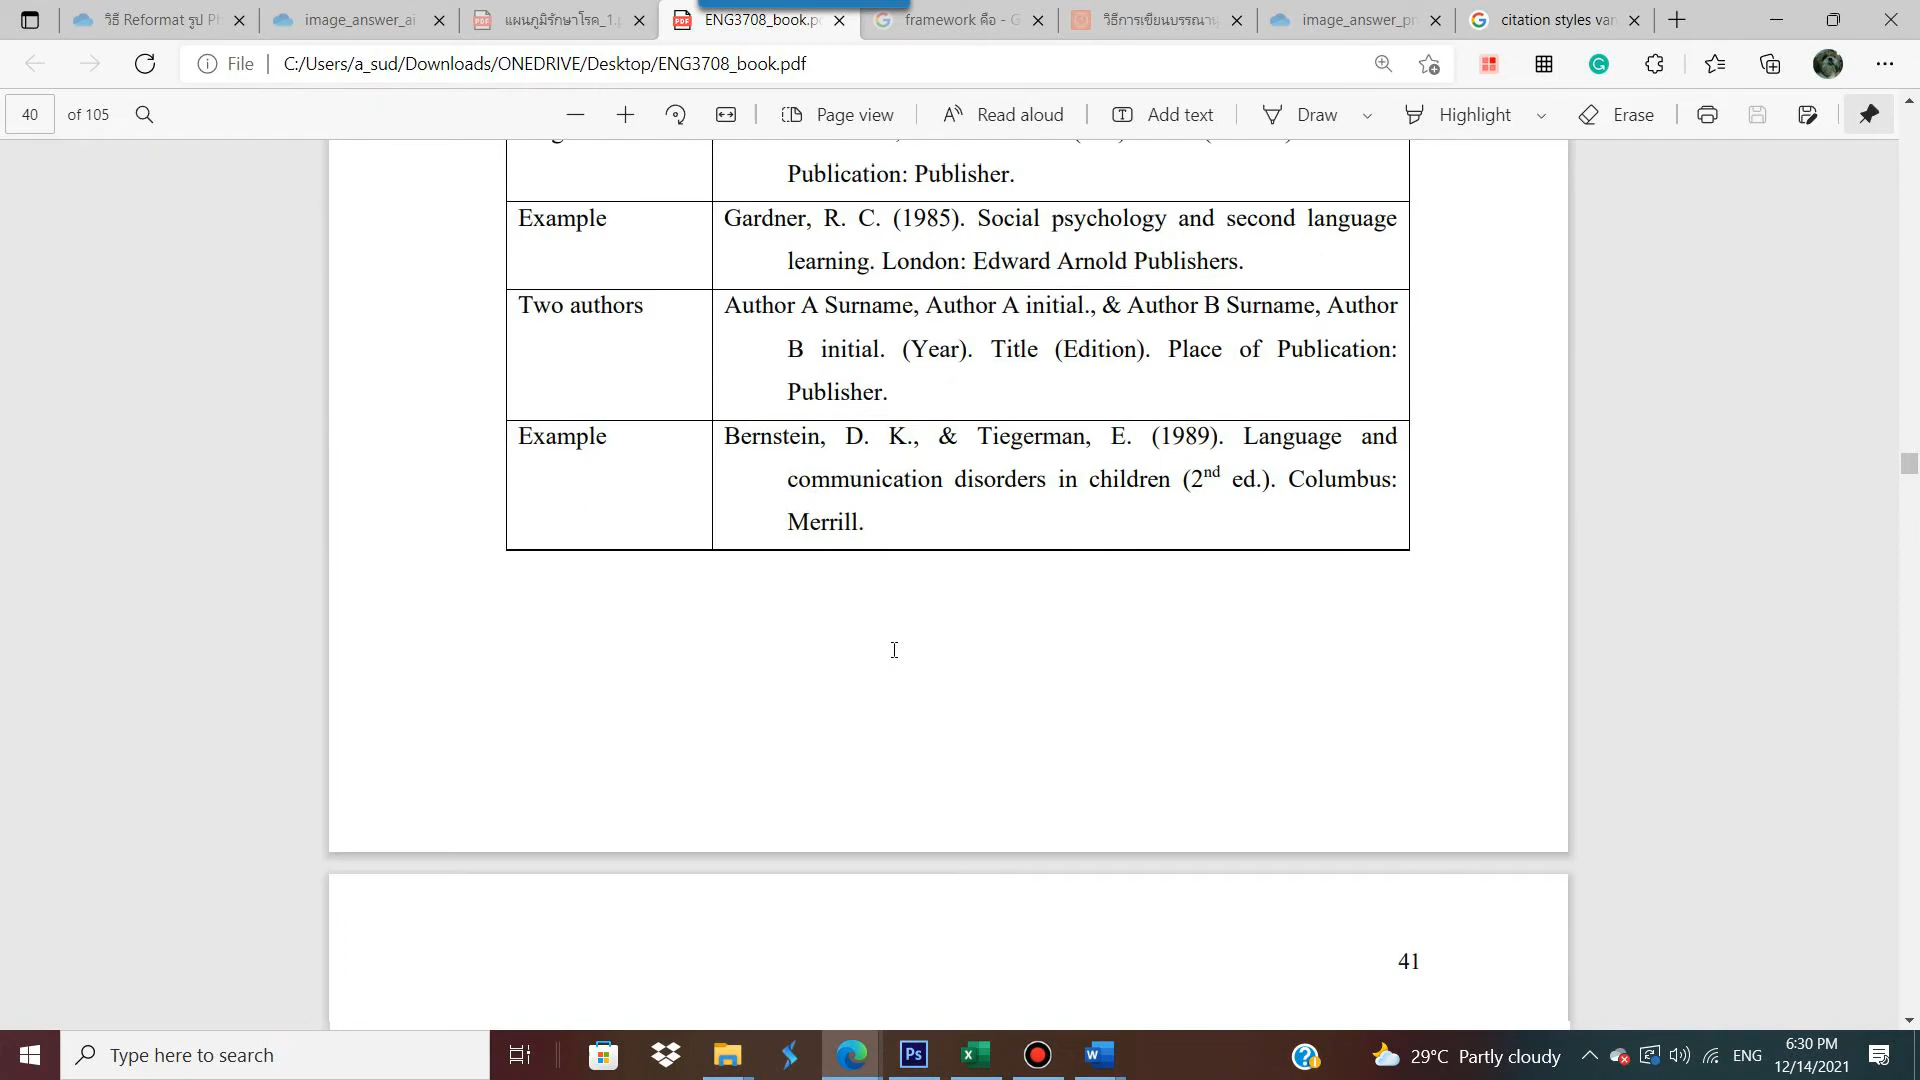 วิธี Reformat รูป P
image_answer_ai
แผนภูมิรักษาโรค_1.
ENG3708_book.p
framework คือ - G
วิธีการเขียนบรรณาน
image_answer_pr
citation styles var
File
C:/Users/a_sud/Downloads/ONEDRIVE/Desktop/ENG3708_book.pdf
40 of 105
Page view
Read aloud
Add text
Draw
Highlight
Erase
Publication: Publisher.
Example
Gardner, R. C. (1985). Social psychology and second language
learning. London: Edward Arnold Publishers.
Two authors
Author A Surname, Author A initial., & Author B Surname, Author
B initial. (Year). Title (Edition). Place of Publication:
Publisher.
Example
Bernstein, D. K., & Tiegerman, E. (1989). Language and
communication disorders in children (2nd ed.). Columbus:
Merrill.
41
Type here to search
Ps
29°C Partly cloudy
ENG
6:30 PM
12/14/2021